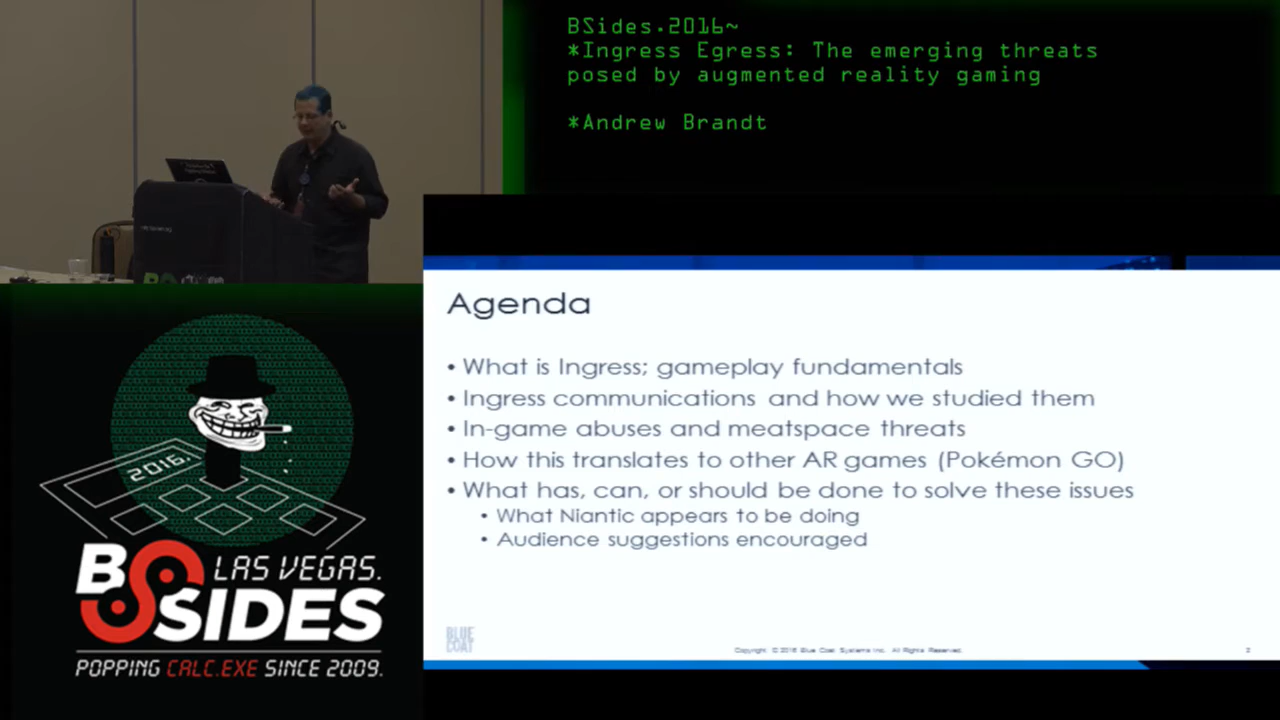 BSides.2016~
*Ingress Egress: The emerging threats
posed by augmented reality gaming
*Andrew Brandt
Agenda
• What is Ingress; gameplay fundamentals
• Ingress communications and how we studied them
• In-game abuses and meatspace threats
• How this translates to other AR games (Pokémon GO)
• What has, can, or should be done to solve these issues
• What Niantic appears to be doing
• Audience suggestions encouraged
BLUE
COAT
Copyright © 2016 Blue Coat Systems Inc. All Rights Reserved.
2
2016.
BSIDES
LAS VEGAS.
POPPING CALC.EXE SINCE 2009.